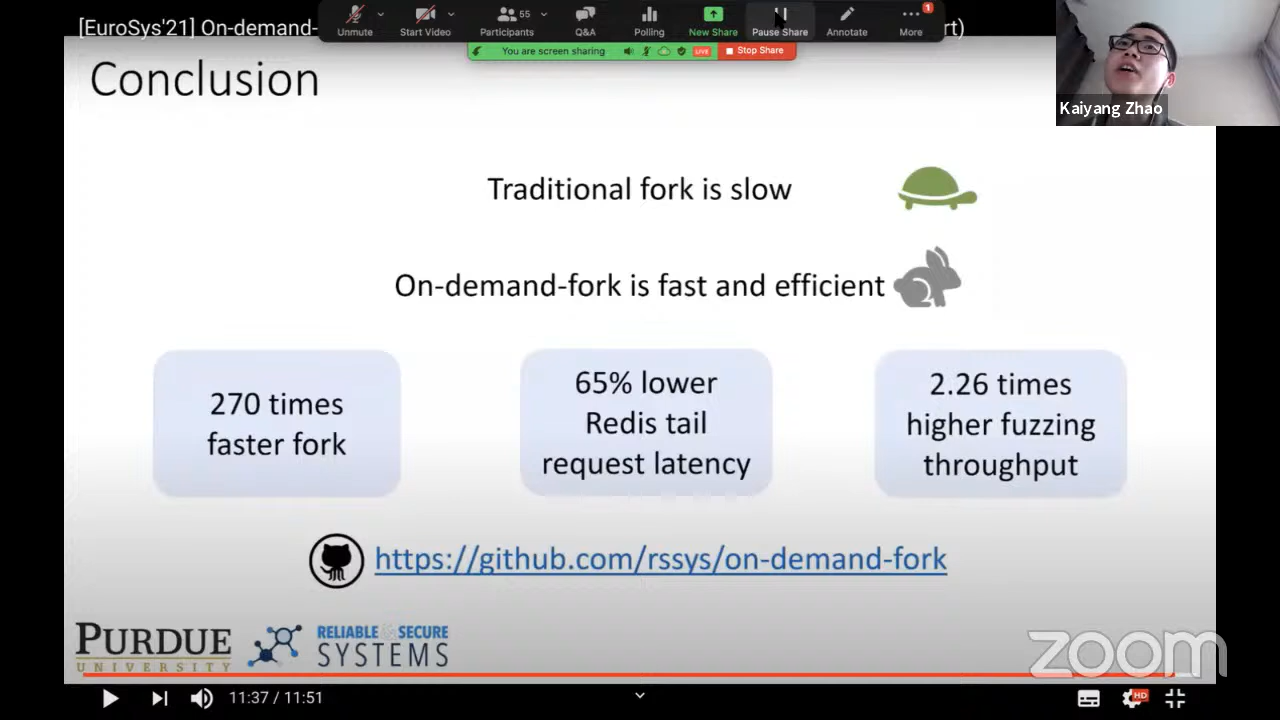 [EuroSys'21] On-demand-
rt)
Unmute
Start Video
55
Participants
Q&A
Polling
New Share
Pause Share
Annotate
1
More
You are screen sharing
LIVE
Stop Share
Kaiyang Zhao
Conclusion
Traditional fork is slow
On-demand-fork is fast and efficient
270 times
faster fork
65% lower
Redis tail
request latency
2.26 times
higher fuzzing
throughput
https://github.com/rssys/on-demand-fork
PURDUE
UNIVERSITY
RELIABLE & SECURE
SYSTEMS
zoom
11:37 / 11:51
HD